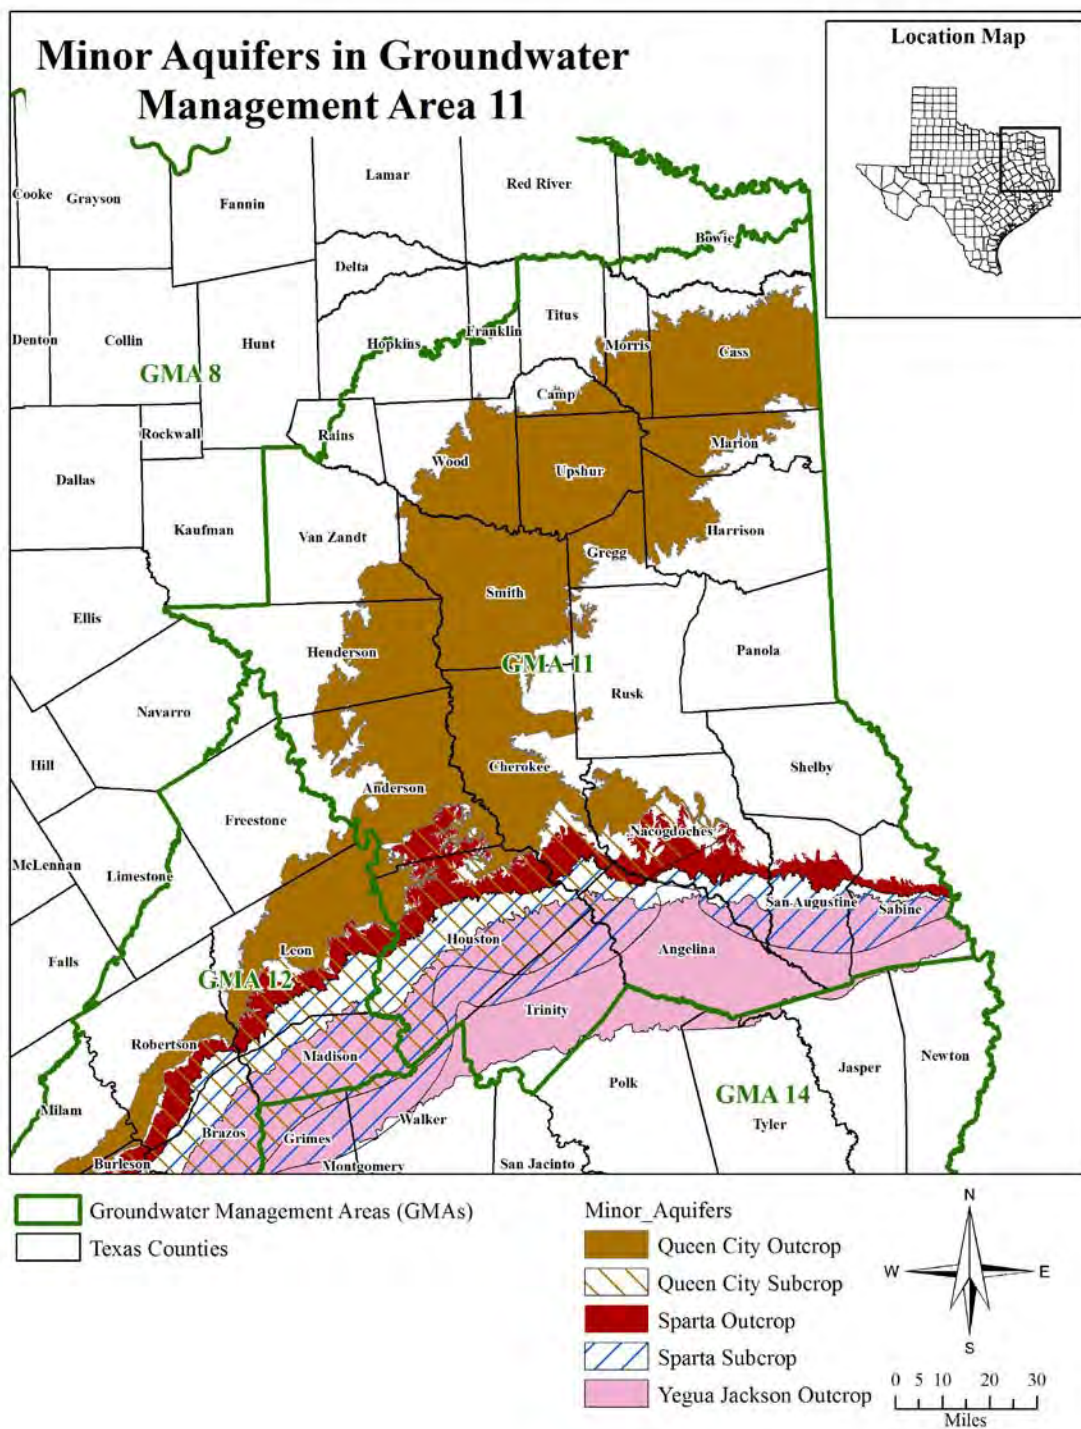 Minor Aquifers in Groundwater
Management Area 11
Location Map
Cooke
Grayson
Fannin
Lamar
Red River
Bowie
Delta
Denton
Collin
Hunt
Hopkins
Franklin
Titus
Morris
Cass
GMA 8
Camp
Rockwall
Rains
Wood
Upshur
Marion
Dallas
Kaufman
Van Zandt
Gregg
Harrison
Smith
Ellis
Henderson
GMA 11
Panola
Rusk
Navarro
Hill
Cherokee
Shelby
Anderson
Freestone
Nacogdoches
McLennan
Limestone
San Augustine
Sabine
Falls
Leon
Houston
Angelina
GMA 12
Trinity
Robertson
Madison
Polk
Jasper
Newton
GMA 14
Milam
Brazos
Grimes
Walker
Tyler
Burleson
Montgomery
San Jacinto
Groundwater Management Areas (GMAs)
Texas Counties
Minor_Aquifers
Queen City Outcrop
Queen City Subcrop
Sparta Outcrop
Sparta Subcrop
Yegua Jackson Outcrop
N
W
E
S
0 5 10 20 30
Miles